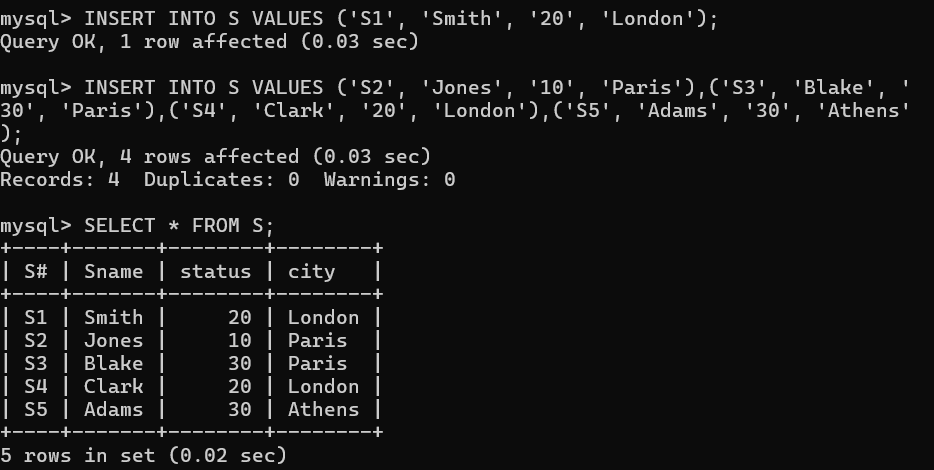 mysql> INSERT INTO S VALUES ('S1', 'Smith', '20', 'London');
Query OK, 1 row affected (0.03 sec)

mysql> INSERT INTO S VALUES ('S2', 'Jones', '10', 'Paris'),('S3', 'Blake', '
30', 'Paris'),('S4', 'Clark', '20', 'London'),('S5', 'Adams', '30', 'Athens'
);
Query OK, 4 rows affected (0.03 sec)
Records: 4  Duplicates: 0  Warnings: 0

mysql> SELECT * FROM S;
+----+-------+--------+--------+
| S# | Sname | status | city   |
+----+-------+--------+--------+
| S1 | Smith |     20 | London |
| S2 | Jones |     10 | Paris  |
| S3 | Blake |     30 | Paris  |
| S4 | Clark |     20 | London |
| S5 | Adams |     30 | Athens |
+----+-------+--------+--------+
5 rows in set (0.02 sec)